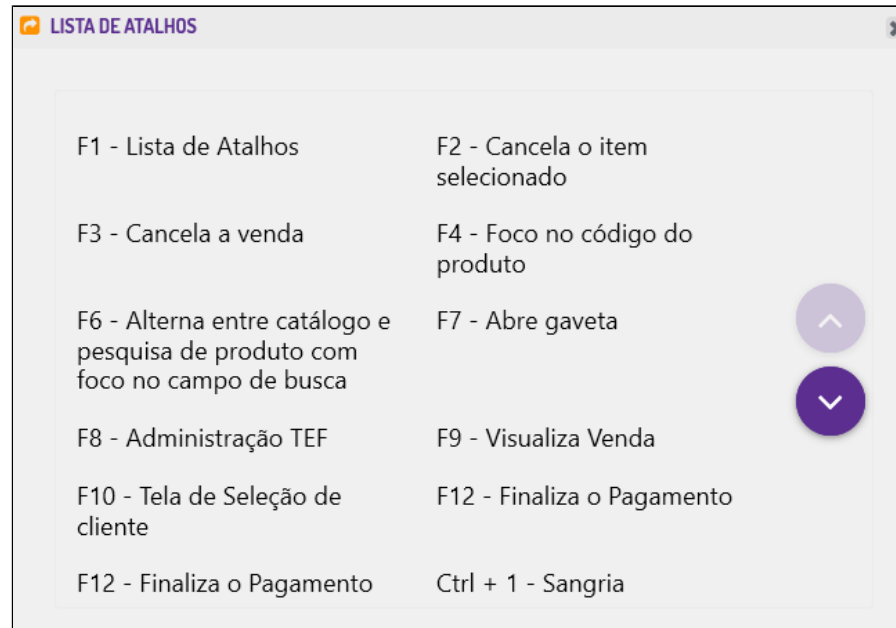 LISTA DE ATALHOS
F1 - Lista de Atalhos
F2 - Cancela o item
selecionado
F3 - Cancela a venda
F4 - Foco no código do
produto
F6 - Alterna entre catálogo e
pesquisa de produto com
foco no campo de busca
F7 - Abre gaveta
F8 - Administração TEF
F9 - Visualiza Venda
F10 - Tela de Seleção de
cliente
F12 - Finaliza o Pagamento
F12 - Finaliza o Pagamento
Ctrl + 1 - Sangria